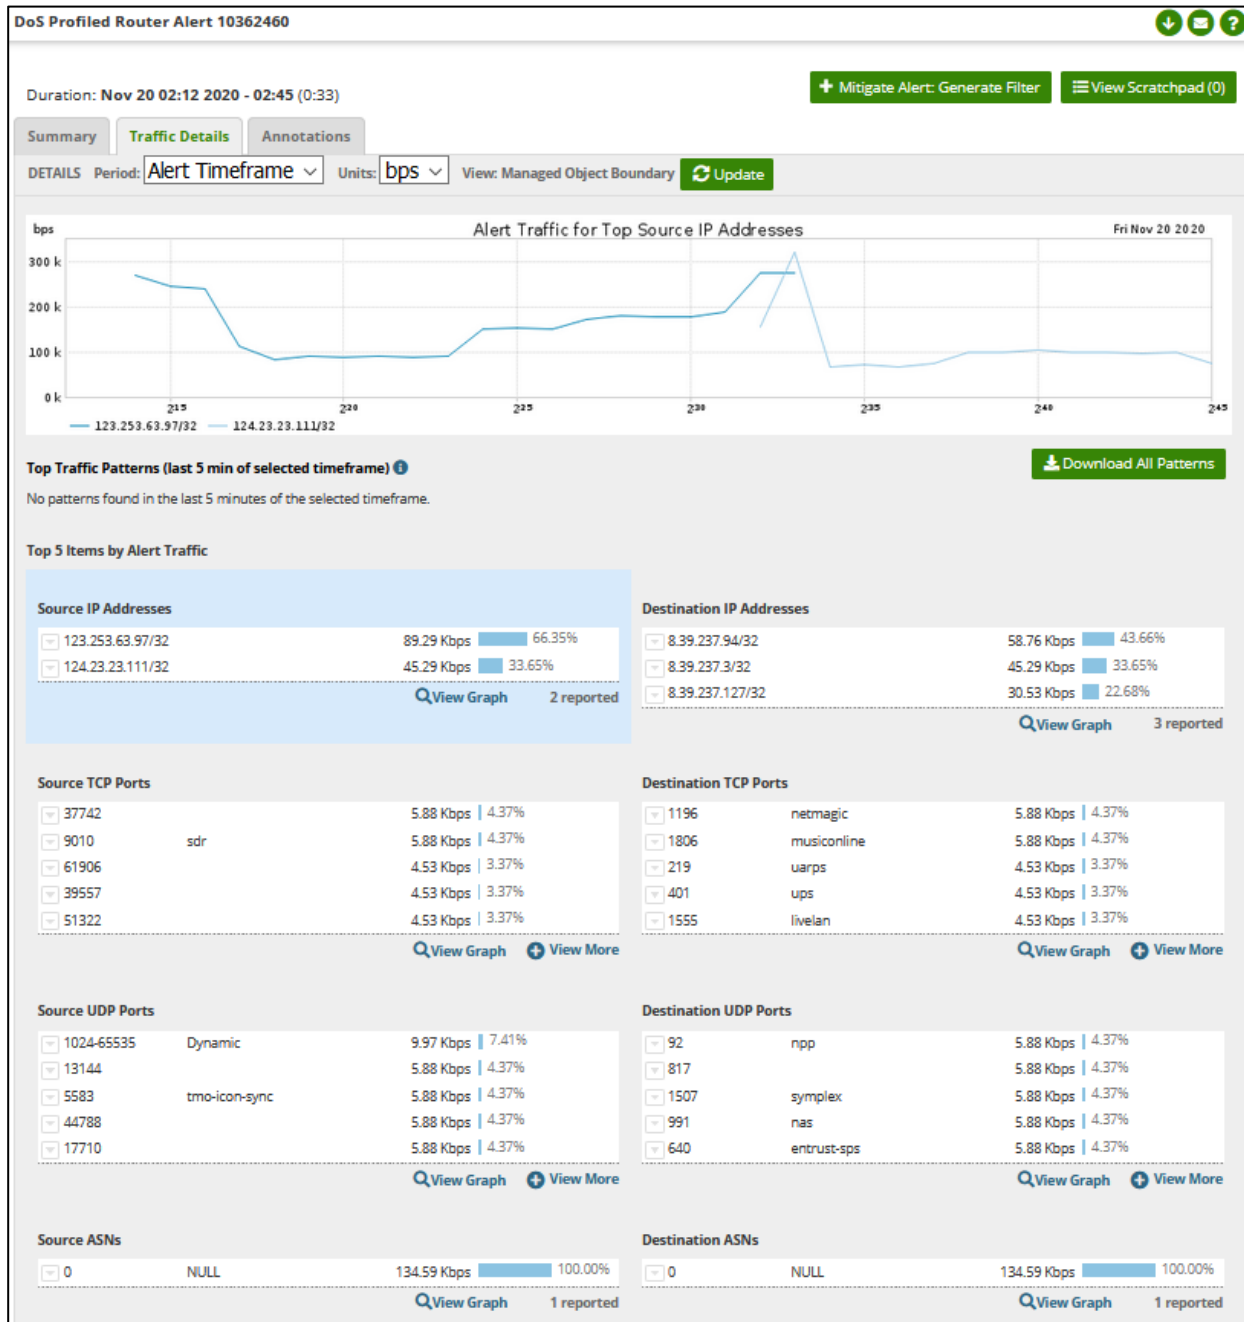 DoS Profiled Router Alert 10362460
Duration: Nov 20 02:12 2020 - 02:45 (0:33)
Mitigate Alert: Generate Filter
View Scratchpad (0)
Summary Traffic Details Annotations
DETAILS Period: Alert Timeframe Units: bps View: Managed Object Boundary Update
bps Alert Traffic for Top Source IP Addresses Fri Nov 20 2020
300 k
200 k
100 k
0 k
215 220 225 230 235 240 245
123.253.63.97/32 124.23.23.111/32
Top Traffic Patterns (last 5 min of selected timeframe)
Download All Patterns
No patterns found in the last 5 minutes of the selected timeframe.
Top 5 Items by Alert Traffic
Source IP Addresses
123.253.63.97/32 89.29 Kbps 66.35%
124.23.23.111/32 45.29 Kbps 33.65%
View Graph 2 reported
Destination IP Addresses
8.39.237.94/32 58.76 Kbps 43.66%
8.39.237.3/32 45.29 Kbps 33.65%
8.39.237.127/32 30.53 Kbps 22.68%
View Graph 3 reported
Source TCP Ports
37742 5.88 Kbps 4.37%
9010 sdr 5.88 Kbps 4.37%
61906 4.53 Kbps 3.37%
39557 4.53 Kbps 3.37%
51322 4.53 Kbps 3.37%
View Graph View More
Destination TCP Ports
1196 netmagic 5.88 Kbps 4.37%
1806 musiconline 5.88 Kbps 4.37%
219 uarps 4.53 Kbps 3.37%
401 ups 4.53 Kbps 3.37%
1555 livelan 4.53 Kbps 3.37%
View Graph View More
Source UDP Ports
1024-65535 Dynamic 9.97 Kbps 7.41%
13144 5.88 Kbps 4.37%
5583 tmo-icon-sync 5.88 Kbps 4.37%
44788 5.88 Kbps 4.37%
17710 5.88 Kbps 4.37%
View Graph View More
Destination UDP Ports
92 npp 5.88 Kbps 4.37%
817 5.88 Kbps 4.37%
1507 symplex 5.88 Kbps 4.37%
991 nas 5.88 Kbps 4.37%
640 entrust-sps 5.88 Kbps 4.37%
View Graph View More
Source ASNs
0 NULL 134.59 Kbps 100.00%
View Graph 1 reported
Destination ASNs
0 NULL 134.59 Kbps 100.00%
View Graph 1 reported